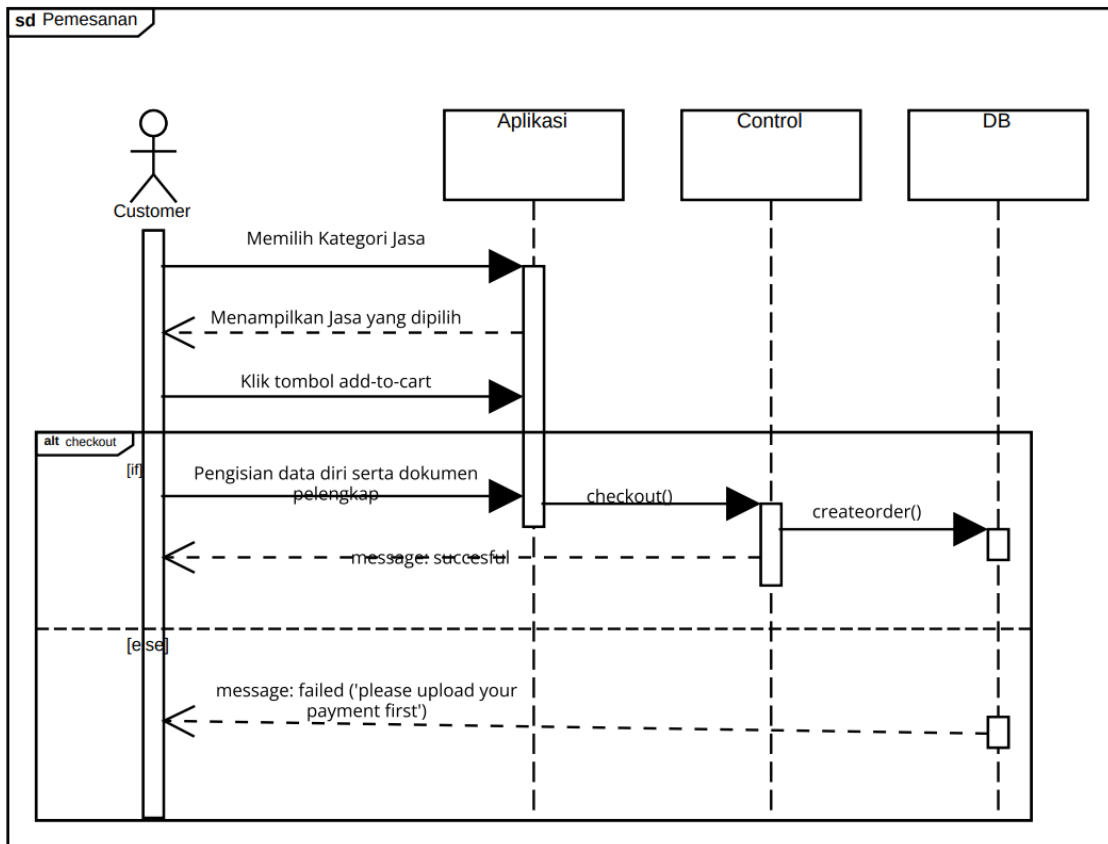 sd Pemesanan
Aplikasi
Control
DB
Customer
Memilih Kategori Jasa
Menampilkan Jasa yang dipilih
Klik tombol add-to-cart
alt checkout
[if]
Pengisian data diri serta dokumen
pelengkap
checkout()
createorder()
message: succesful
[else]
message: failed ('please upload your
payment first')